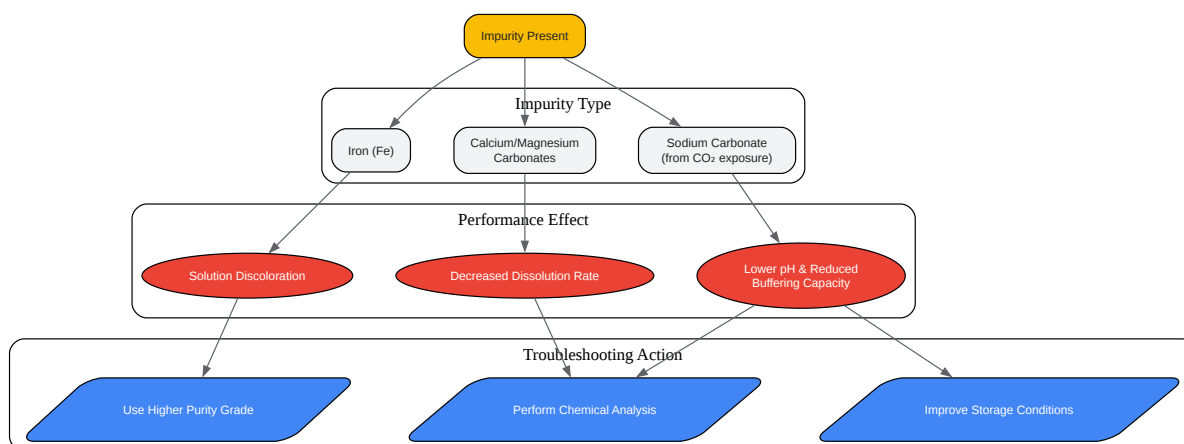 Impurity Present
Impurity Type
Iron (Fe)
Calcium/Magnesium
Carbonates
Sodium Carbonate
(from CO₂ exposure)
Performance Effect
Solution Discoloration
Decreased Dissolution Rate
Lower pH & Reduced
Buffering Capacity
Troubleshooting Action
Use Higher Purity Grade
Perform Chemical Analysis
Improve Storage Conditions